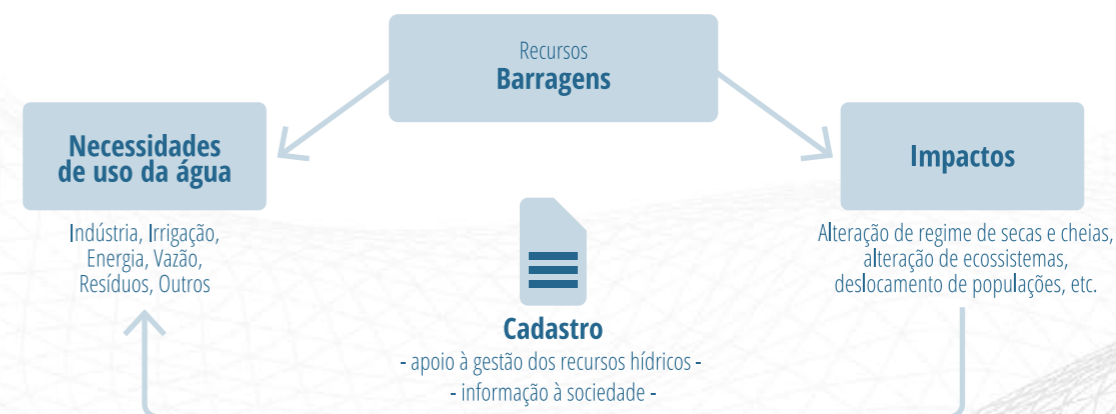 Recursos
Barragens
Necessidades
de uso da água
Indústria, Irrigação,
Energia, Vazão,
Resíduos, Outros
Impactos
Alteração de regime de secas e cheias,
alteração de ecossistemas,
deslocamento de populações, etc.
Cadastro
- apoio à gestão dos recursos hídricos -
- informação à sociedade -